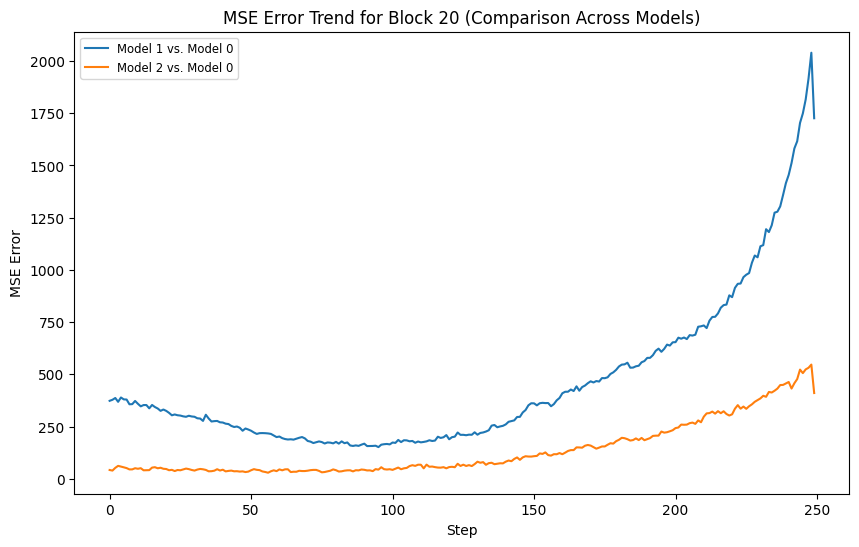 MSE Error Trend for Block 20 (Comparison Across Models)
Model 1 vs. Model 0
Model 2 vs. Model 0
MSE Error
2000
1750
1500
1250
1000
750
500
250
0
0 50 100 150 200 250
Step